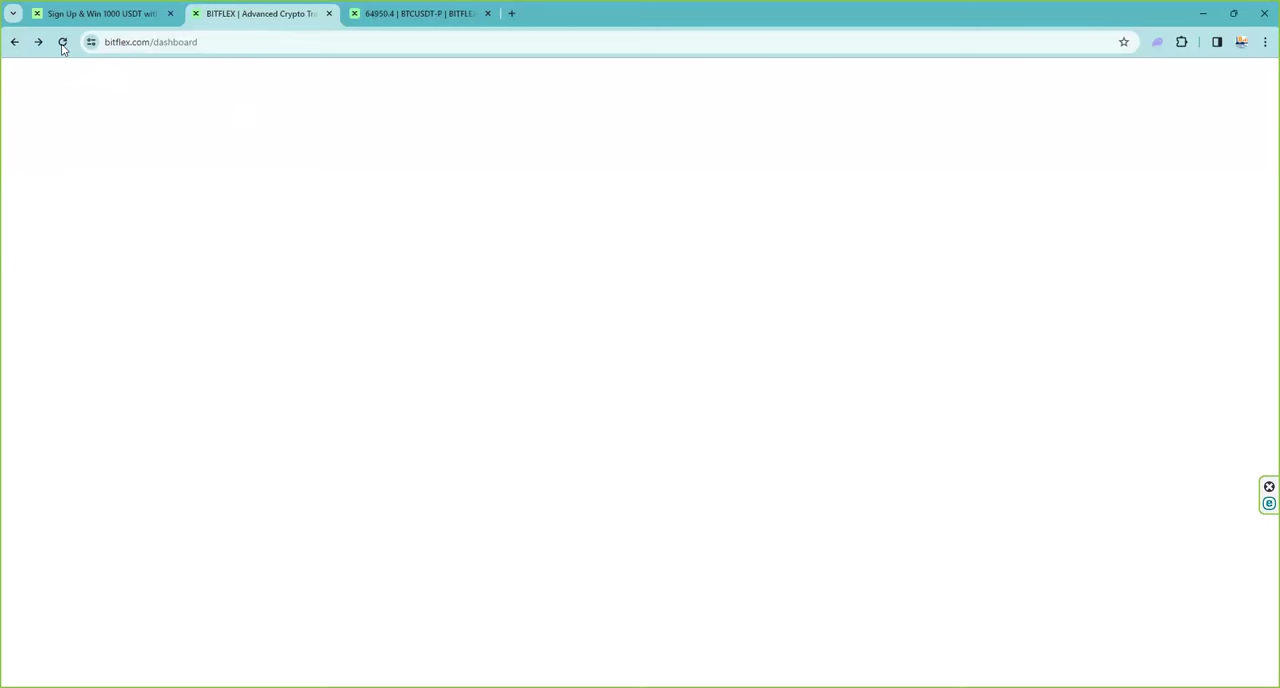 Sign Up & Win 1000 USDT wit
BITFLEX | Advanced Crypto Tr
64950.4 | BTCUSDT-P | BITFLE
bitflex.com/dashboard